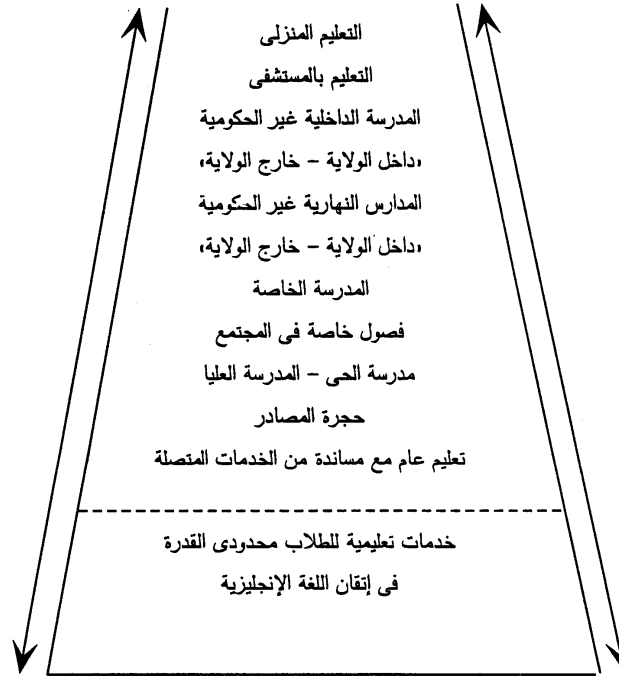 التعليم المنزلى
التعليم بالمستشفى
المدرسة الداخلية غير الحكومية
«داخل الولاية – خارج الولاية»
المدارس النهارية غير الحكومية
«داخل الولاية – خارج الولاية»
المدرسة الخاصة
فصول خاصة فى المجتمع
مدرسة الحى – المدرسة العليا
حجرة المصادر
تعليم عام مع مساندة من الخدمات المتصلة
خدمات تعليمية للطلاب محدودى القدرة
فى إتقان اللغة الإنجليزية